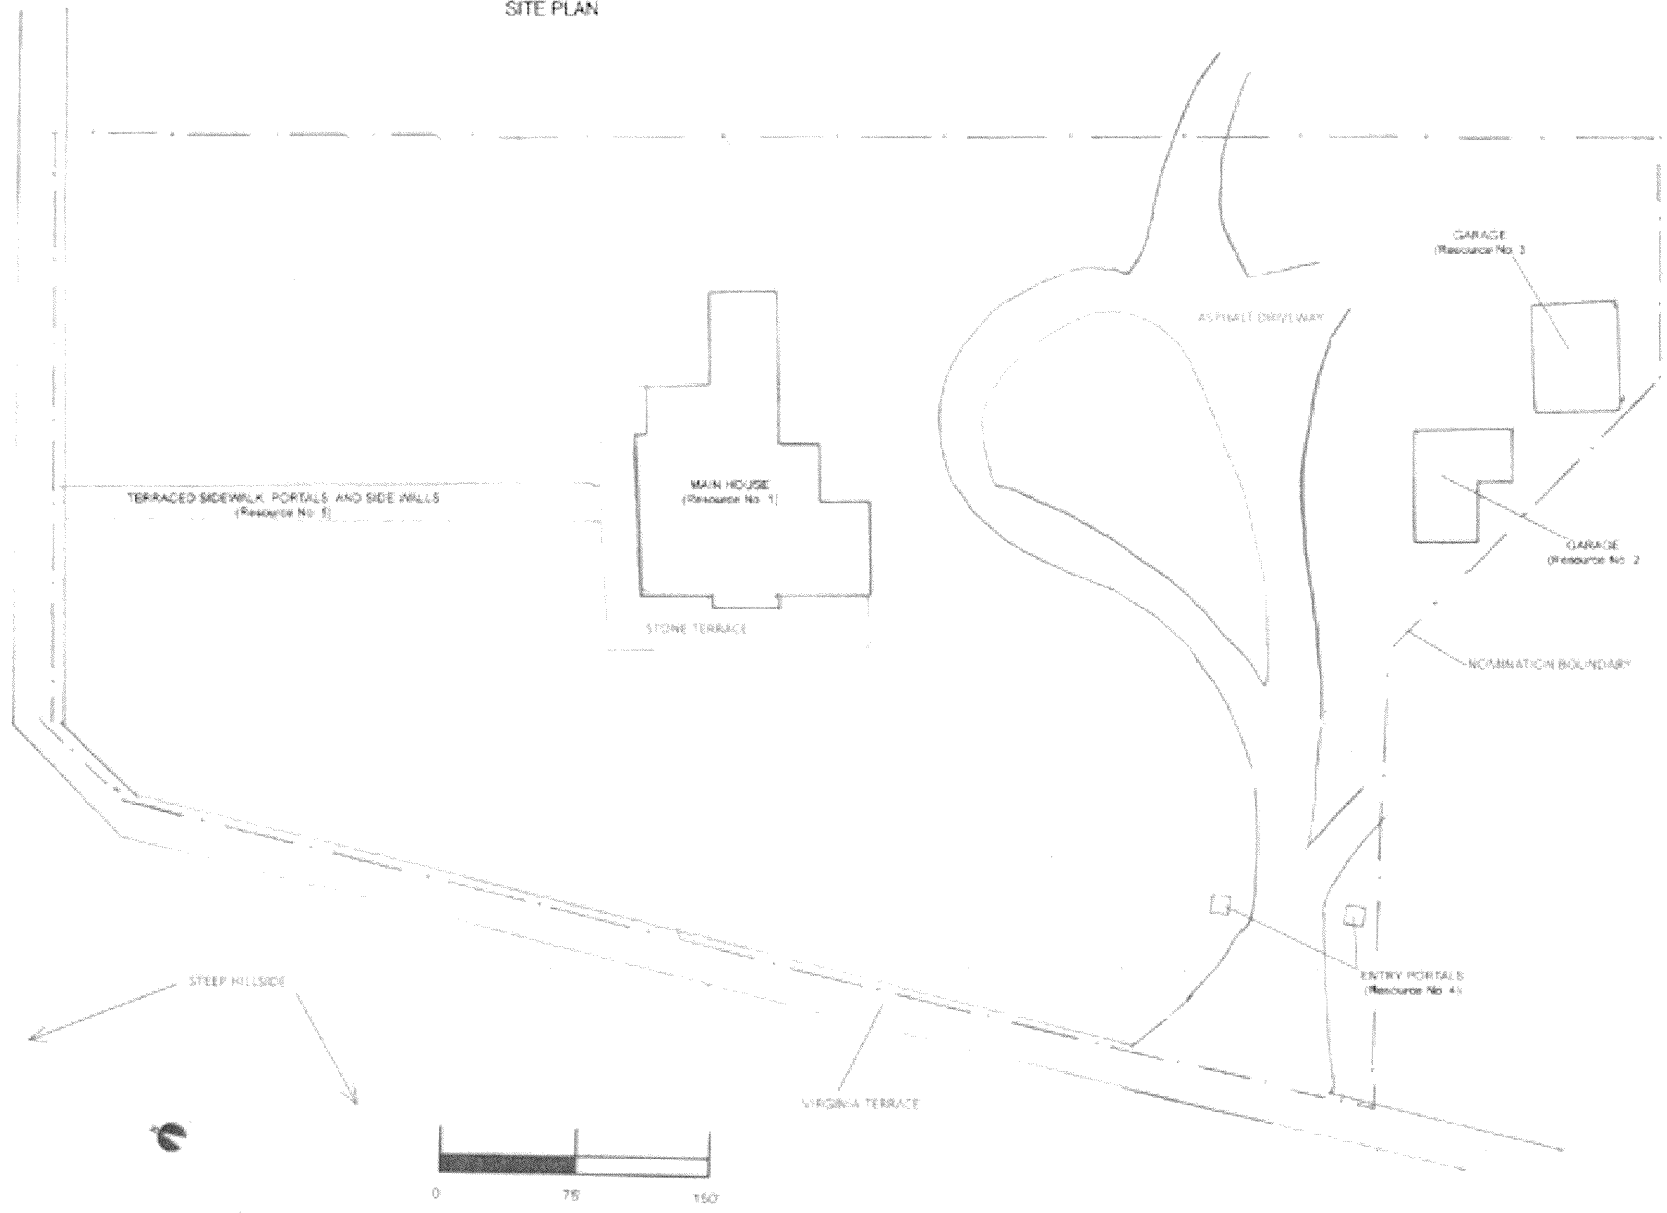 SITE PLAN
GARAGE
(Resource No. 3
ASPHALT DRIVEWAY
MAIN HOUSE
(Resource No. 1)
TERRACED SIDEWALK, PORTALS, AND SIDE WALLS
(Resource No. 5)
GARAGE
(Resource No. 2
STONE TERRACE
NOMINATION BOUNDARY
STEEP HILLSIDE
ENTRY PORTALS
(Resource No. 4)
VIRGINIA TERRACE
0 75' 150'